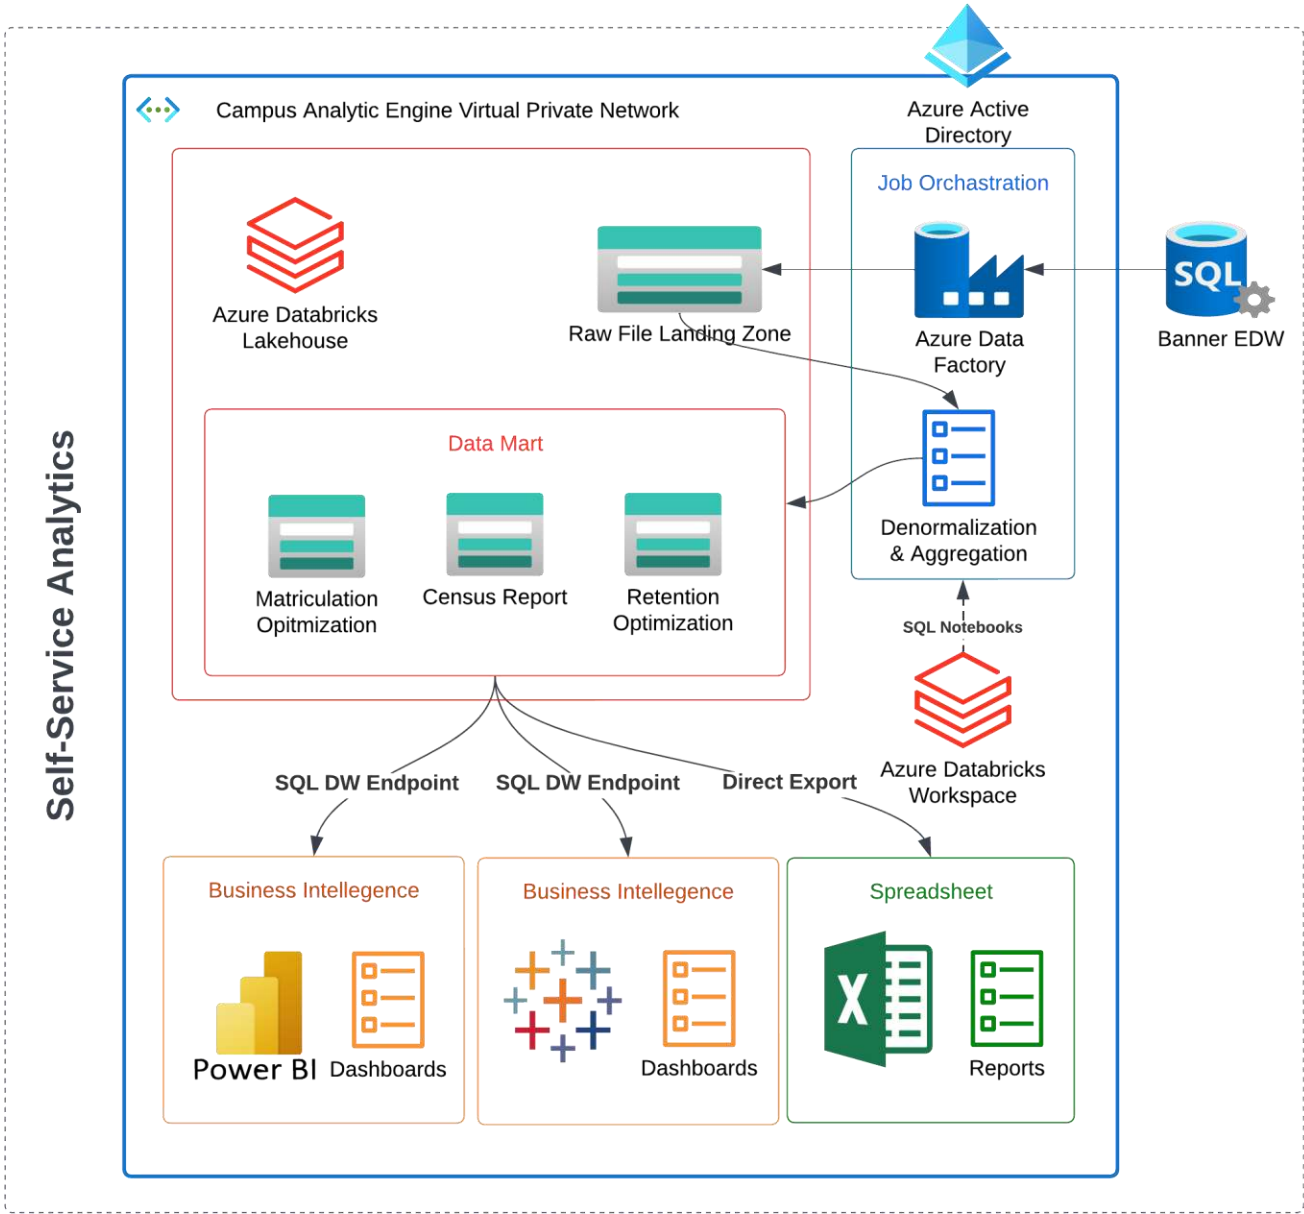 Self-Service Analytics
Campus Analytic Engine Virtual Private Network
Azure Active
Directory
Job Orchastration
Azure Databricks
Lakehouse
Raw File Landing Zone
Azure Data
Factory
SQL
Banner EDW
Data Mart
Matriculation
Opitmization
Census Report
Retention
Optimization
Denormalization
& Aggregation
SQL Notebooks
Azure Databricks
Workspace
SQL DW Endpoint
SQL DW Endpoint
Direct Export
Business Intellegence
Power BI
Dashboards
Business Intellegence
Dashboards
Spreadsheet
X
Reports